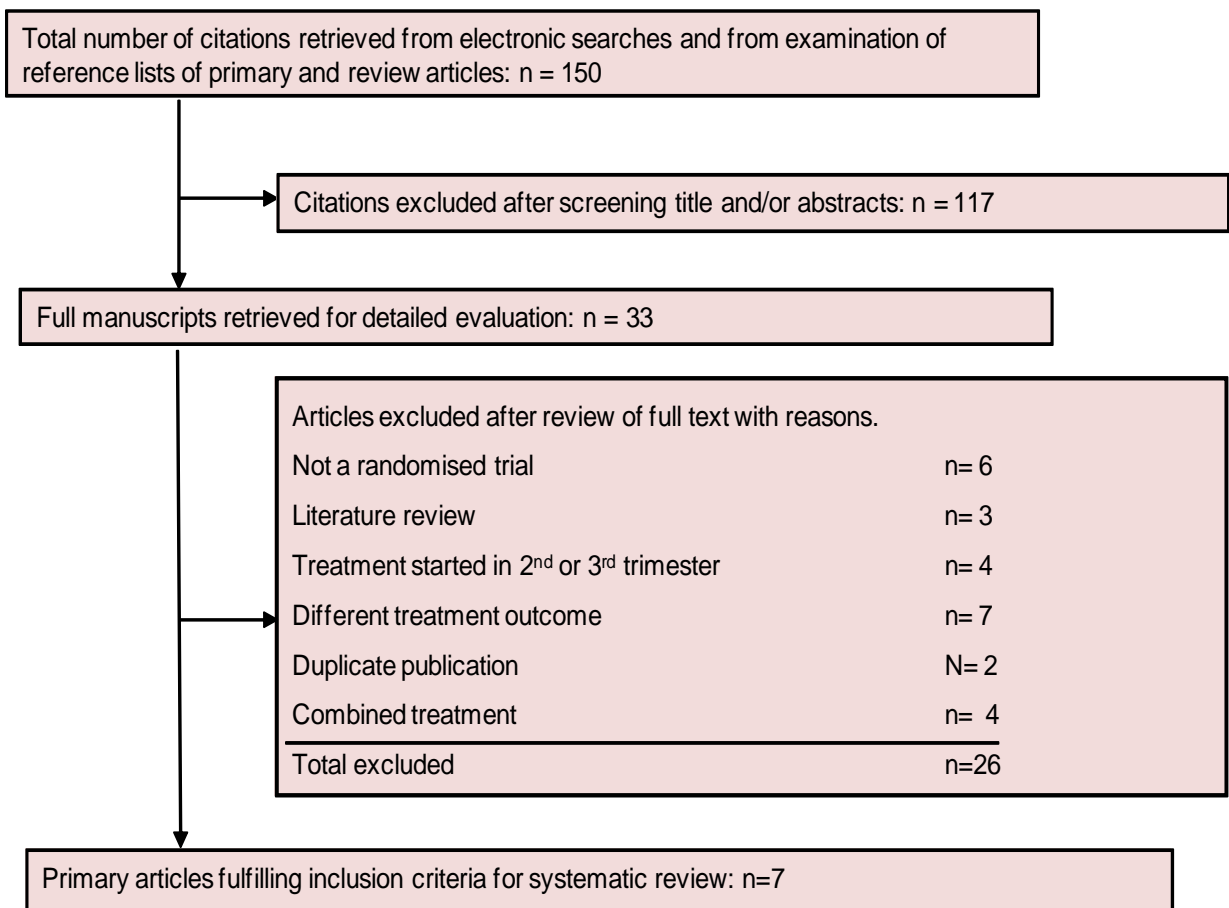 Total number of citations retrieved from electronic searches and from examination of
reference lists of primary and review articles: n = 150
Citations excluded after screening title and/or abstracts: n = 117
Full manuscripts retrieved for detailed evaluation: n = 33
Articles excluded after review of full text with reasons.
Not a randomised trial n= 6
Literature review n= 3
Treatment started in 2nd or 3rd trimester n= 4
Different treatment outcome n= 7
Duplicate publication N= 2
Combined treatment n= 4
Total excluded n=26
Primary articles fulfilling inclusion criteria for systematic review: n=7